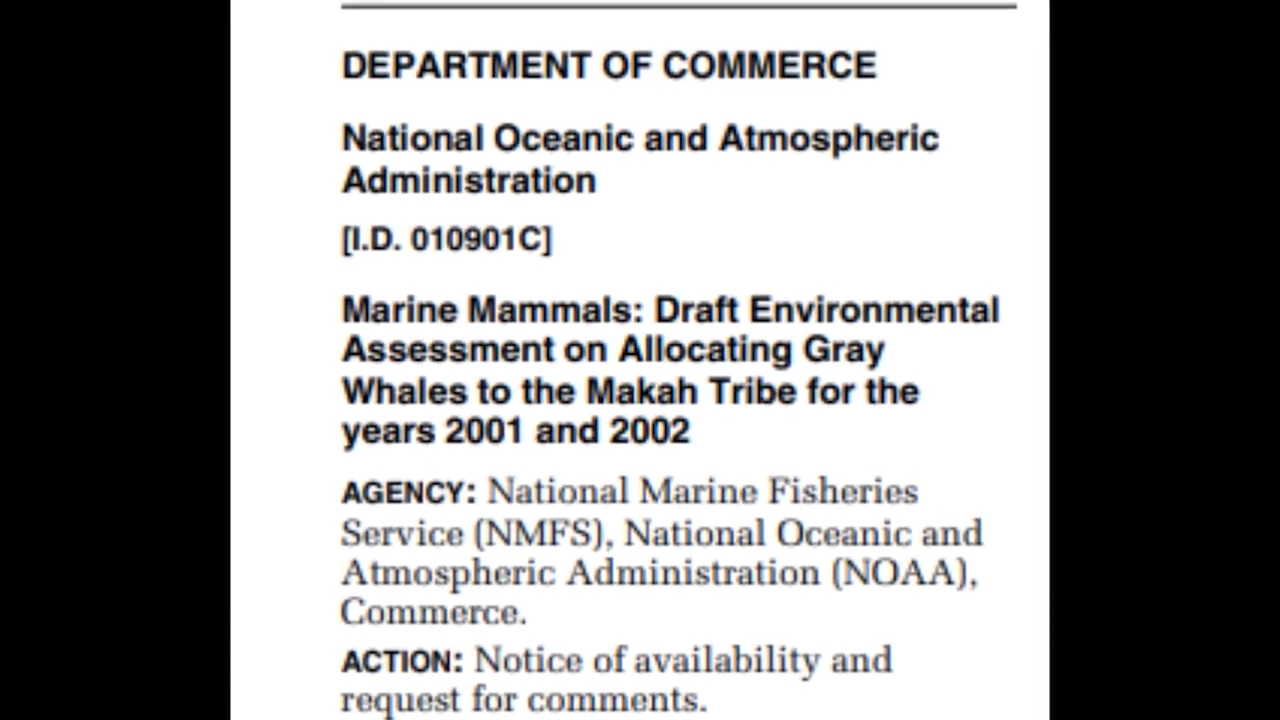 DEPARTMENT OF COMMERCE
National Oceanic and Atmospheric
Administration
[I.D. 010901C]
Marine Mammals: Draft Environmental
Assessment on Allocating Gray
Whales to the Makah Tribe for the
years 2001 and 2002
AGENCY: National Marine Fisheries
Service (NMFS), National Oceanic and
Atmospheric Administration (NOAA),
Commerce.
ACTION: Notice of availability and
request for comments.